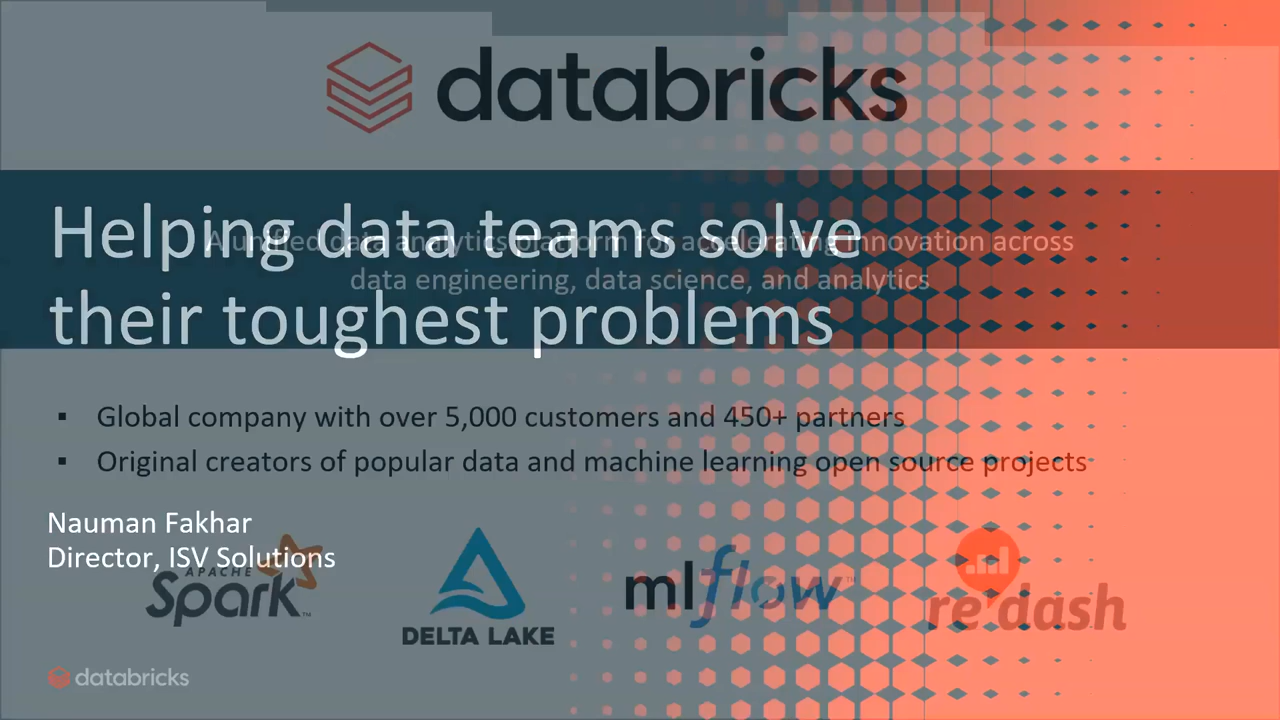 databricks
Helping data teams solve
their toughest problems
A unified data analytics platform for accelerating innovation across
data engineering, data science, and analytics
▪ Global company with over 5,000 customers and 450+ partners
▪ Original creators of popular data and machine learning open source projects
Nauman Fakhar
Director, ISV Solutions
APACHE
Spark™
DELTA LAKE
mlflow™
redash
databricks